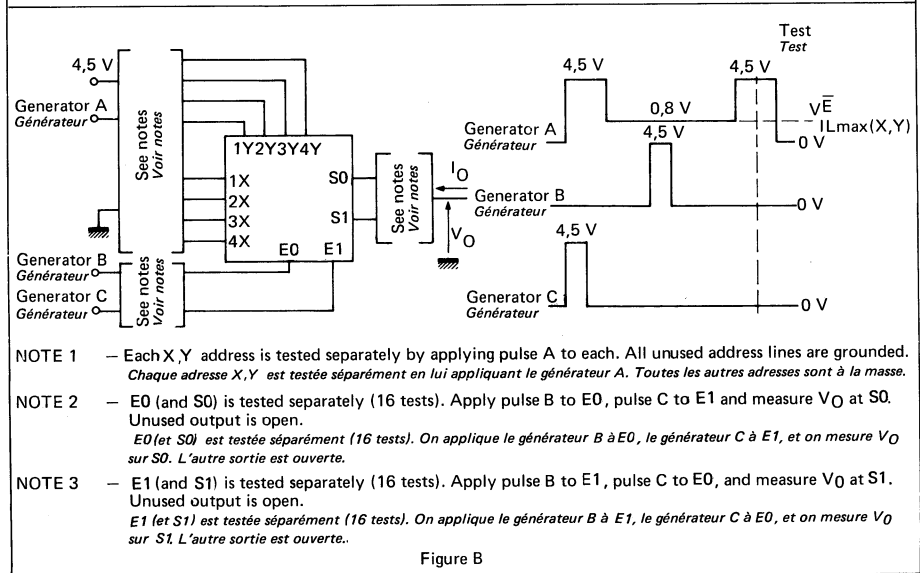 Test
Test
4,5 V
4,5 V
4,5 V
Generator A
Générateur
See notes
Voir notes
1Y2Y3Y4Y
1X
2X
3X
4X
S0
S1
E0 E1
See notes
Voir notes
IO
VO
Generator B
Générateur
Generator C
Générateur
See notes
Voir notes
0,8 V
VĒ
ILmax(X,Y)
Generator A
Générateur
0 V
4,5 V
Generator B
Générateur
0 V
4,5 V
Generator C
Générateur
0 V
NOTE 1 – Each X,Y address is tested separately by applying pulse A to each. All unused address lines are grounded.
Chaque adresse X,Y est testée séparément en lui appliquant le générateur A. Toutes les autres adresses sont à la masse.
NOTE 2 – E0 (and S0) is tested separately (16 tests). Apply pulse B to E0, pulse C to E1 and measure VO at S0.
Unused output is open.
E0 (et S0) est testée séparément (16 tests). On applique le générateur B à E0, le générateur C à E1, et on mesure VO
sur S0. L'autre sortie est ouverte.
NOTE 3 – E1 (and S1) is tested separately (16 tests). Apply pulse B to E1, pulse C to E0, and measure VO at S1.
Unused output is open.
E1 (et S1) est testée séparément (16 tests). On applique le générateur B à E1, le générateur C à E0, et on mesure VO
sur S1. L'autre sortie est ouverte..
Figure B